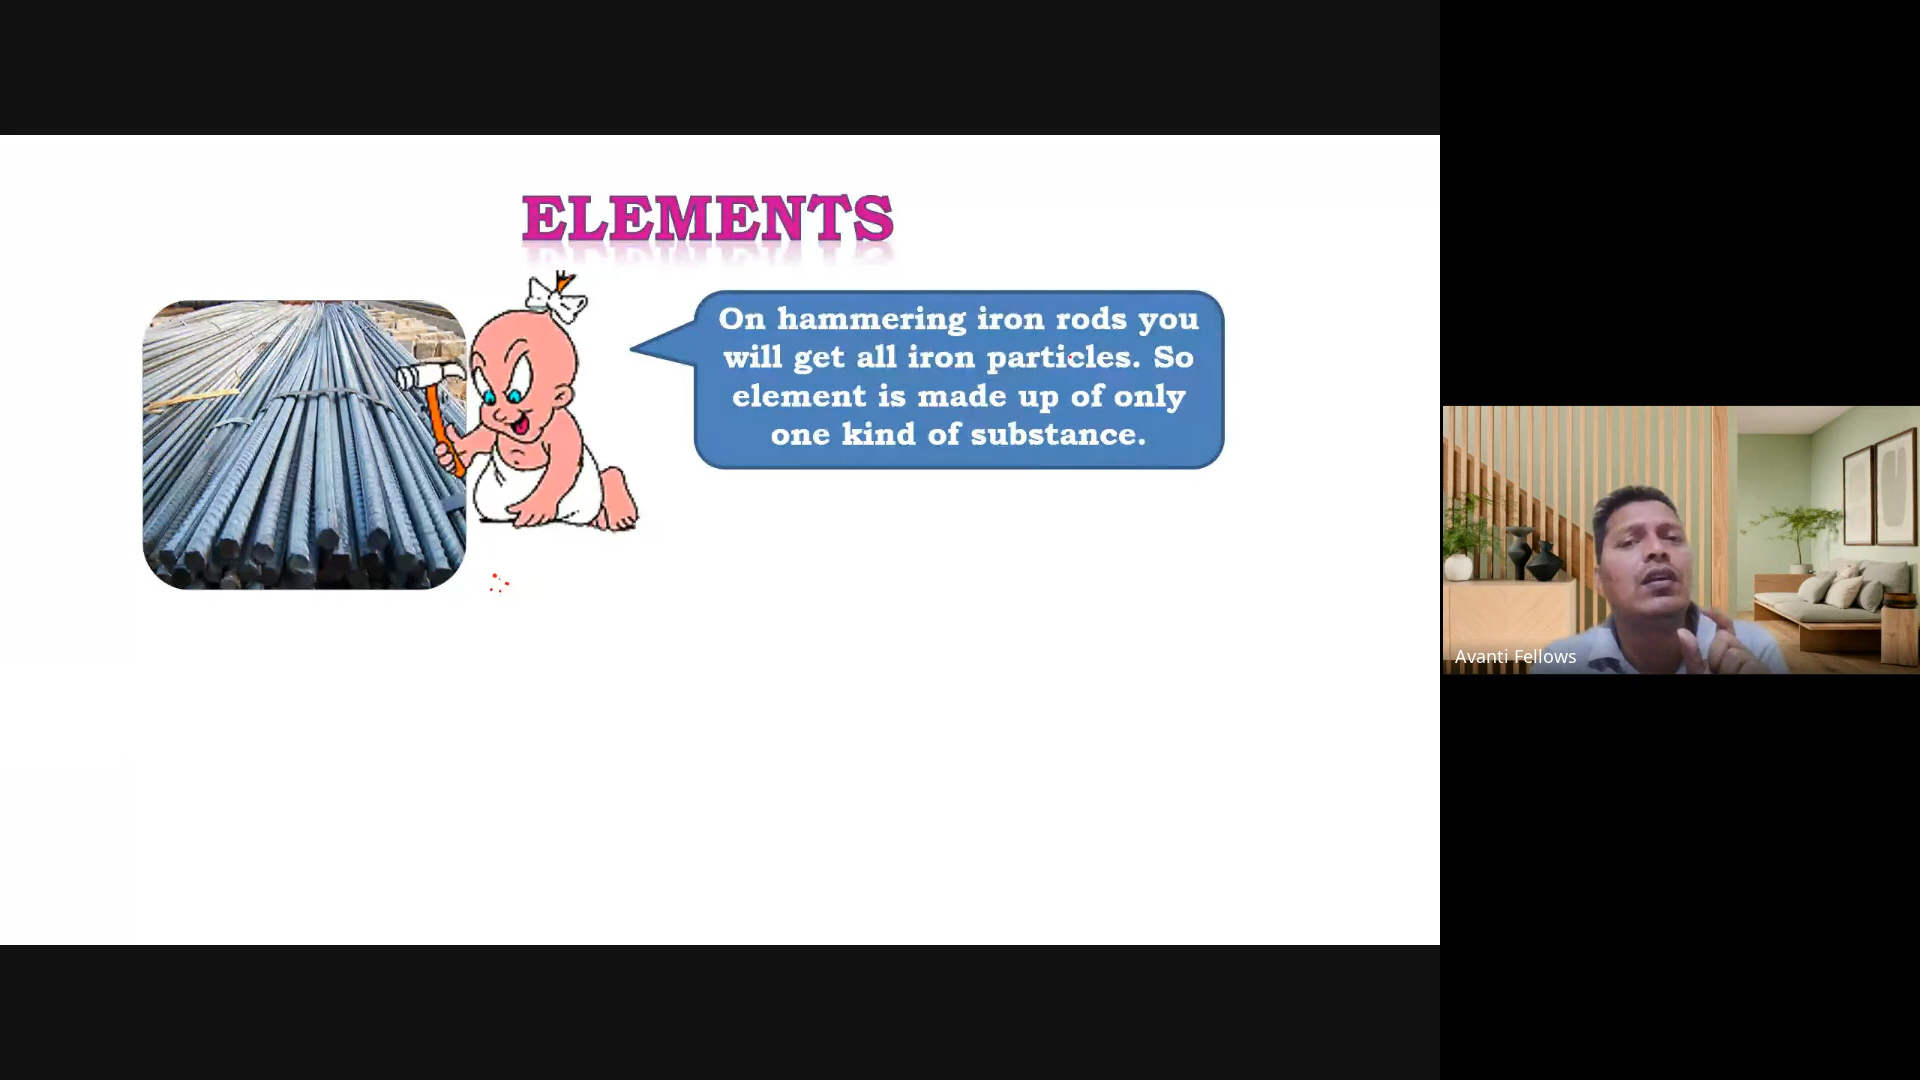 ELEMENTS
On hammering iron rods you
will get all iron particles. So
element is made up of only
one kind of substance.
Avanti Fellows